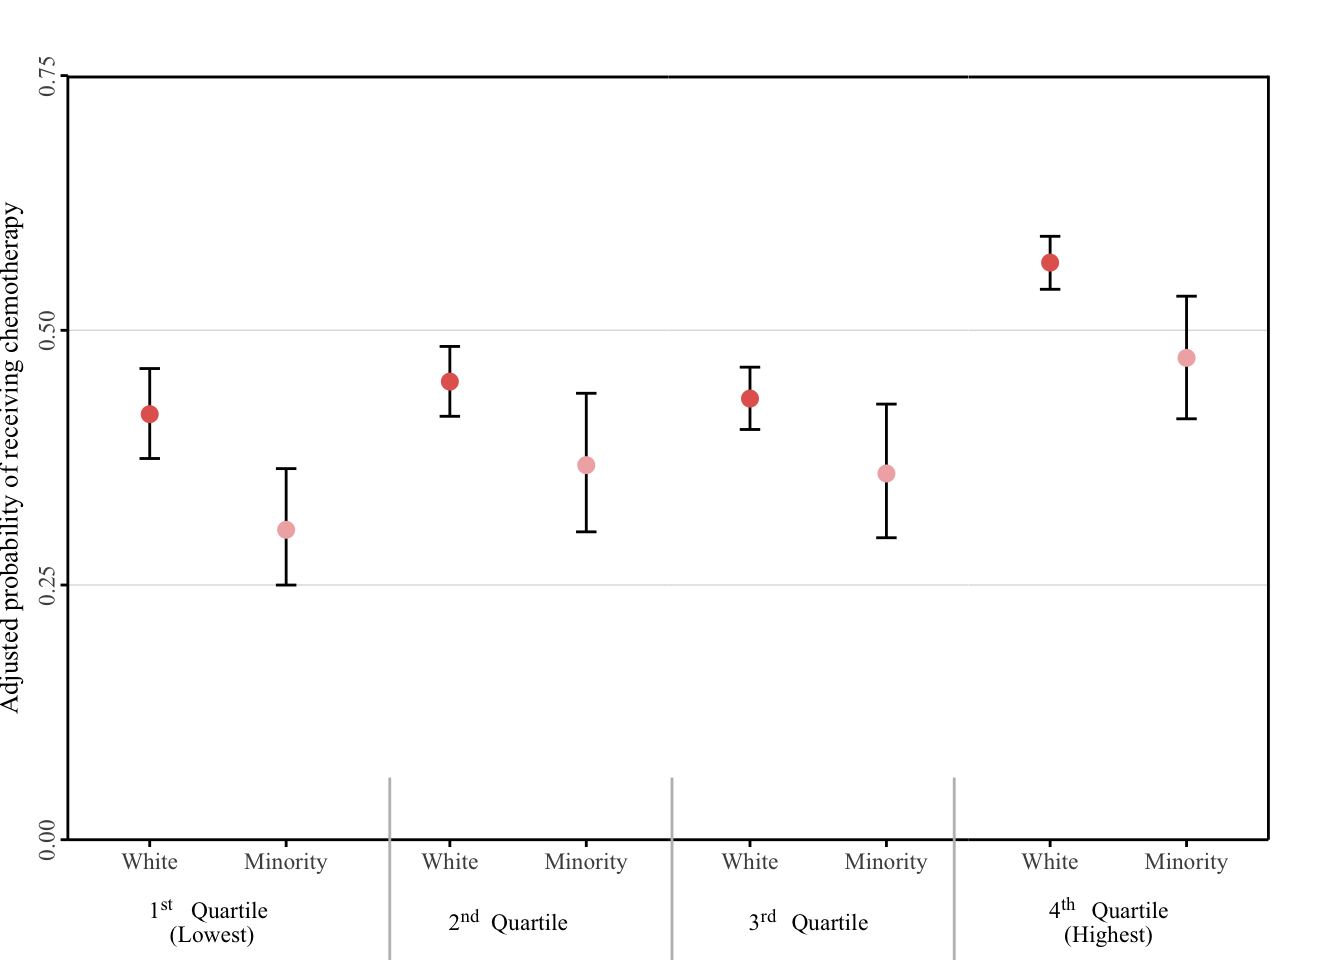 Adjusted probability of receiving chemotherapy
0.75
0.50
0.25
0.00
White Minority White Minority White Minority White Minority
1st Quartile
(Lowest)
2nd Quartile
3rd Quartile
4th Quartile
(Highest)